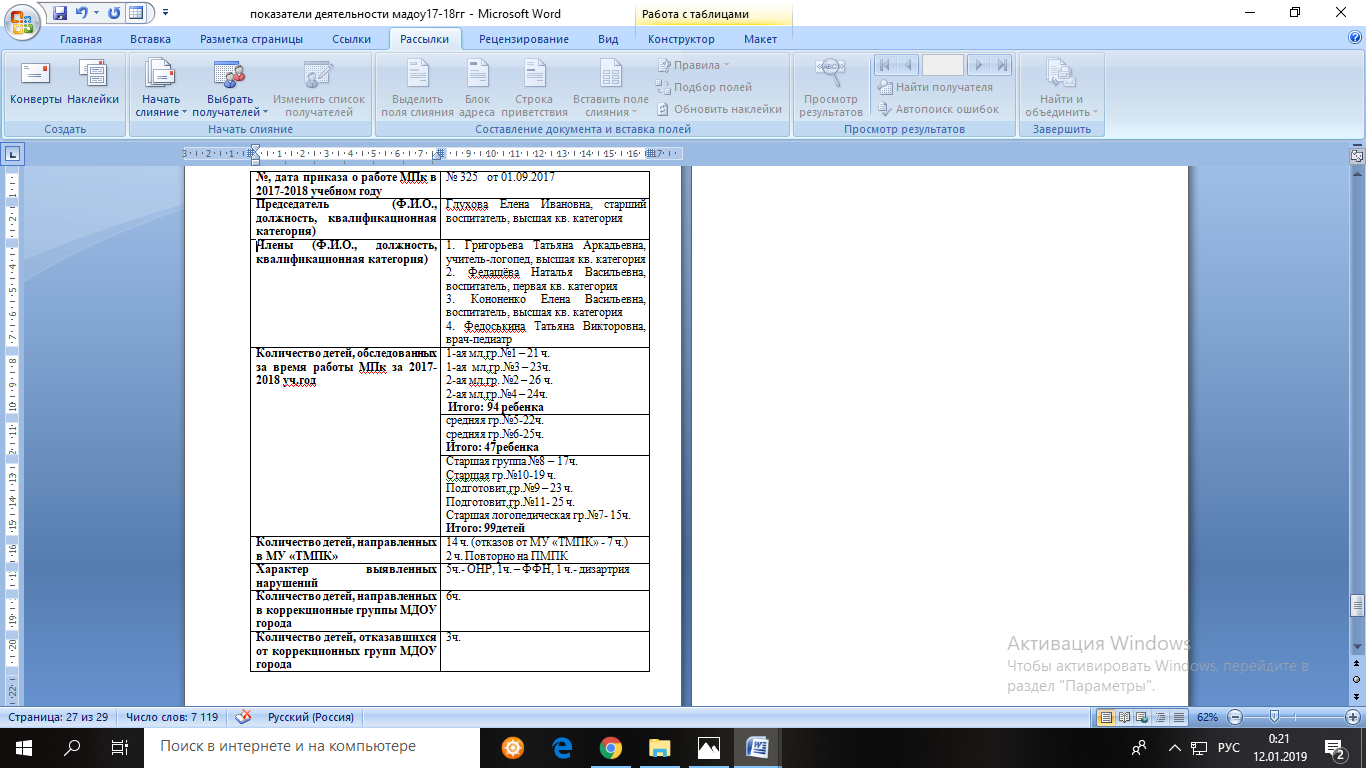 показатели деятельности мадоу17-18гг - Microsoft Word
Работа с таблицами
Главная Вставка Разметка страницы Ссылки Рассылки Рецензирование Вид Конструктор Макет
Конверты Наклейки
Создать
Начать слияние
Выбрать получателей
Изменить список получателей
Начать слияние
Выделить поля слияния
Блок адреса
Строка приветствия
Вставить поле слияния
Правила
Подбор полей
Обновить наклейки
Составление документа и вставка полей
Просмотр результатов
Найти получателя
Автопоиск ошибок
Просмотр результатов
Найти и объединить
Завершить
№, дата приказа о работе МПк в
2017-2018 учебном году
№ 325 от 01.09.2017
Председатель (Ф.И.О.,
должность, квалификационная
категория)
Глухова Елена Ивановна, старший
воспитатель, высшая кв. категория
Члены (Ф.И.О., должность,
квалификационная категория)
1. Григорьева Татьяна Аркадьевна,
учитель-логопед, высшая кв. категория
2. Федащёва Наталья Васильевна,
воспитатель, первая кв. категория
3. Кононенко Елена Васильевна,
воспитатель, высшая кв. категория
4. Федоськина Татьяна Викторовна,
врач-педиатр
Количество детей, обследованных
за время работы МПк за 2017-
2018 уч.год
1-ая мл.гр.№1 – 21 ч.
1-ая мл.гр.№3 – 23ч.
2-ая мл.гр. №2 – 26 ч.
2-ая мл.гр.№4 – 24ч.
Итого: 94 ребенка
средняя гр.№5-22ч.
средняя гр.№6-25ч.
Итого: 47ребенка
Старшая группа №8 – 17ч.
Старшая гр.№10-19 ч.
Подготовит.гр.№9 – 23 ч.
Подготовит.гр.№11- 25 ч.
Старшая логопедическая гр.№7- 15ч.
Итого: 99детей
Количество детей, направленных
в МУ «ТМПК»
14 ч. (отказов от МУ «ТМПК» - 7 ч.)
2 ч. Повторно на ПМПК
Характер выявленных
нарушений
5ч.- ОНР, 1ч. – ФФН, 1 ч.- дизартрия
Количество детей, направленных
в коррекционные группы МДОУ
города
6ч.
Количество детей, отказавшихся
от коррекционных групп МДОУ
города
3ч.
Активация Windows
Чтобы активировать Windows, перейдите в
раздел "Параметры".
Страница: 27 из 29 Число слов: 7 119 Русский (Россия) 62%
Поиск в интернете и на компьютере
РУС
0:21
12.01.2019
2